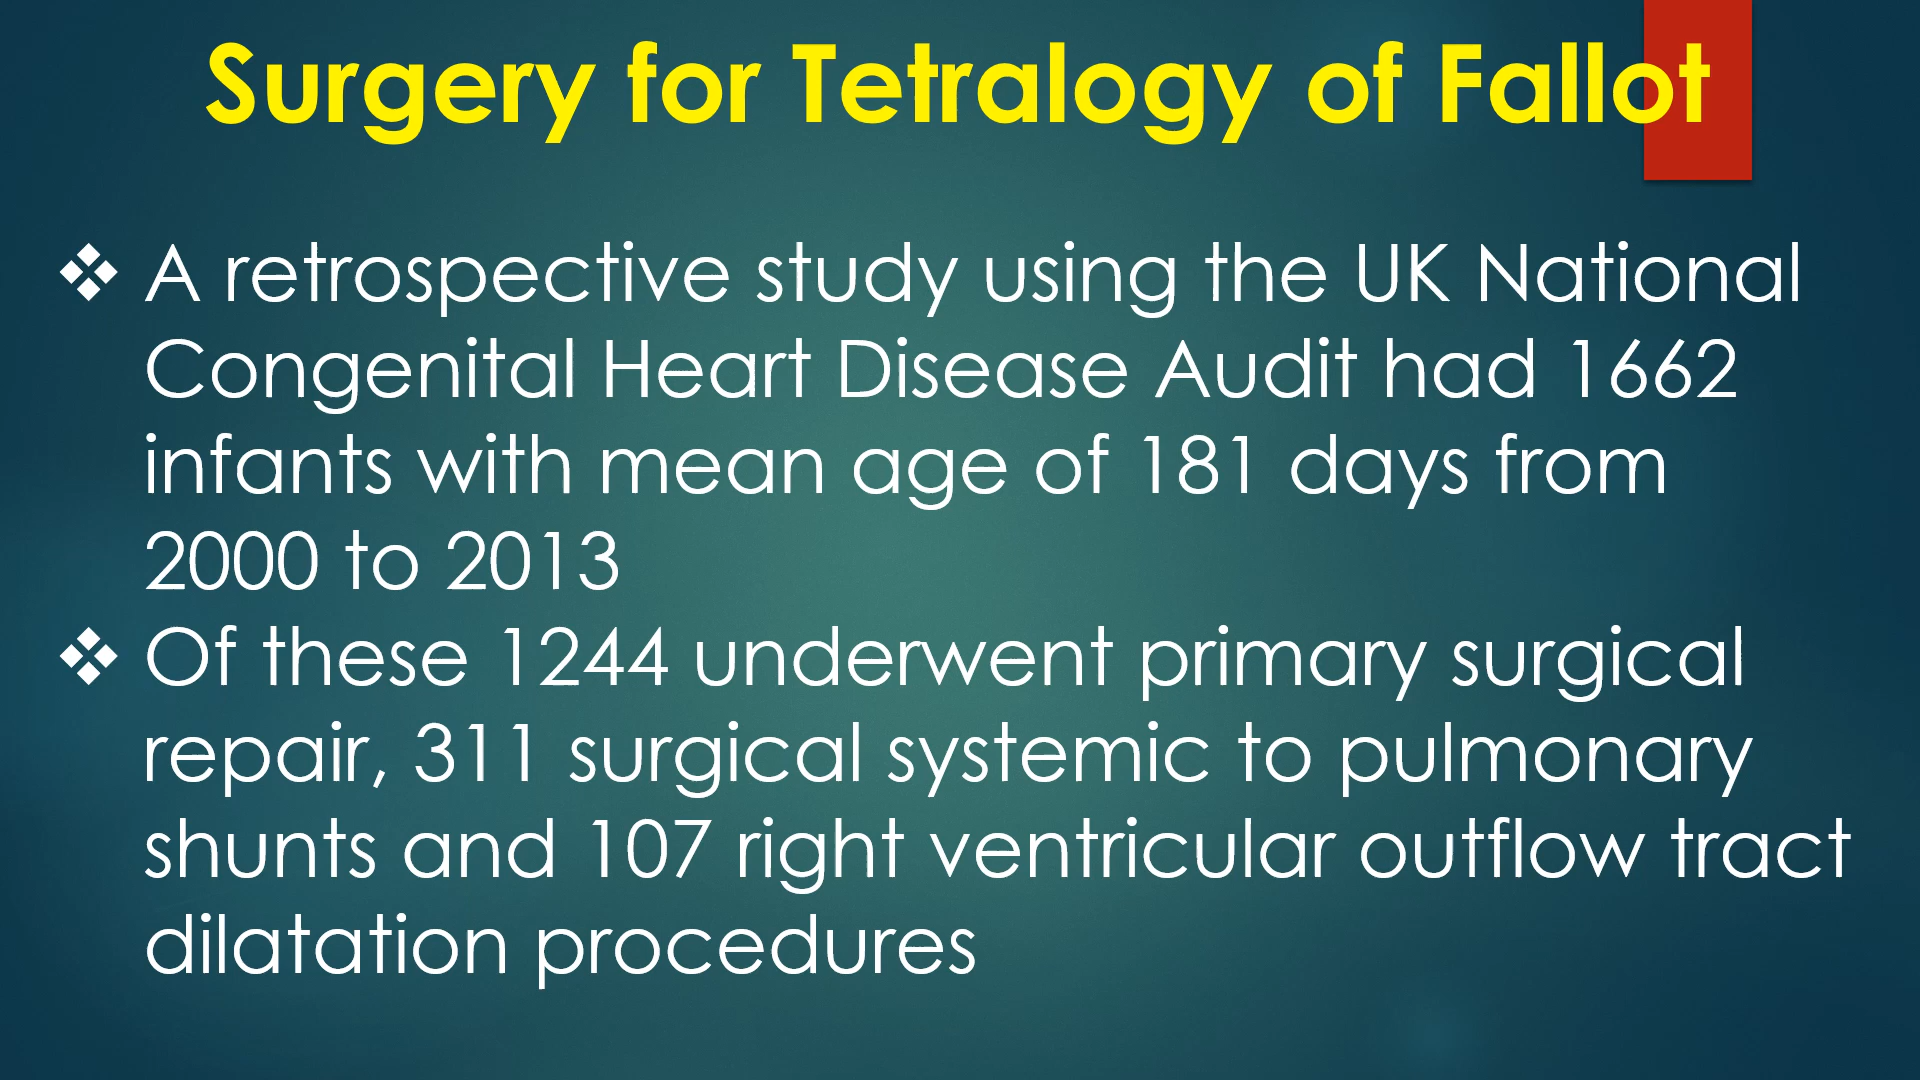 Surgery for Tetralogy of Fallot
❖ A retrospective study using the UK National
Congenital Heart Disease Audit had 1662
infants with mean age of 181 days from
2000 to 2013
❖ Of these 1244 underwent primary surgical
repair, 311 surgical systemic to pulmonary
shunts and 107 right ventricular outflow tract
dilatation procedures